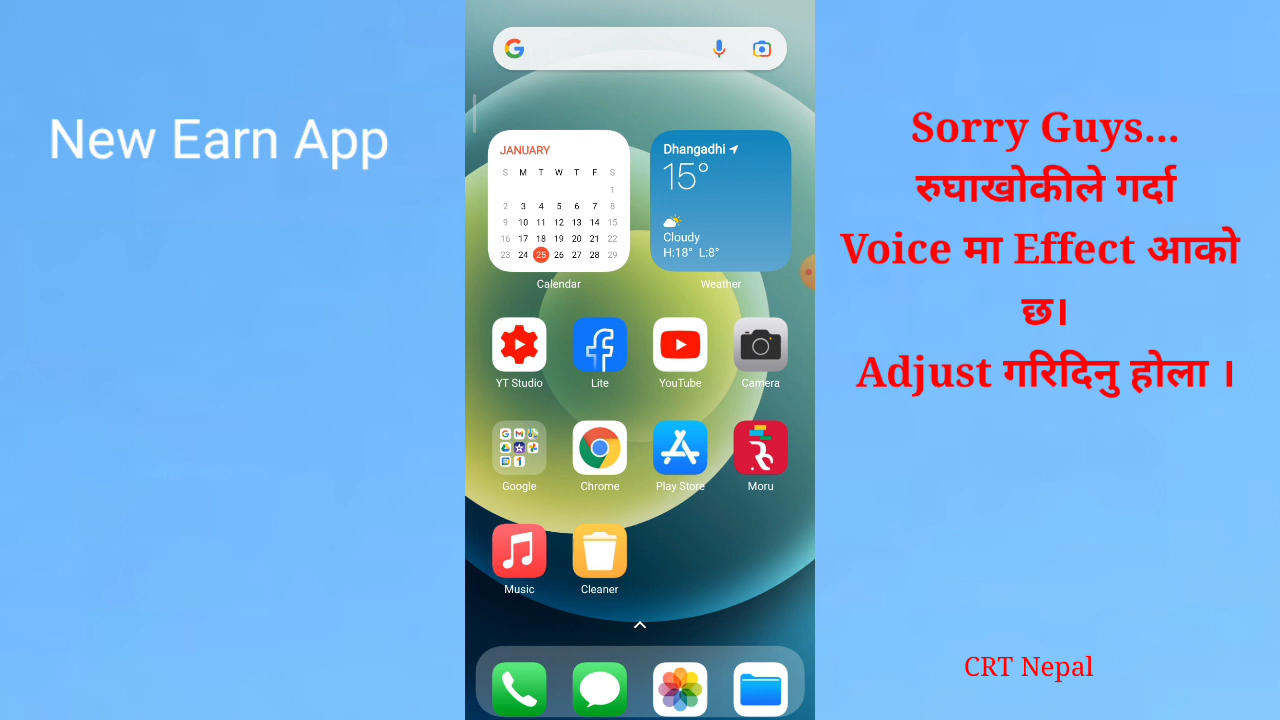 New Earn App
JANUARY
S M T W T F S
1
2 3 4 5 6 7 8
9 10 11 12 13 14 15
16 17 18 19 20 21 22
23 24 25 26 27 28 29
Calendar
Dhangadhi
15°
Cloudy
H:18° L:8°
Weather
YT Studio
Lite
YouTube
Camera
Google
Chrome
Play Store
Moru
Music
Cleaner
Sorry Guys...
रुघाखोकीले गर्दा
Voice मा Effect आको
छ।
Adjust गरिदिनु होला ।
CRT Nepal